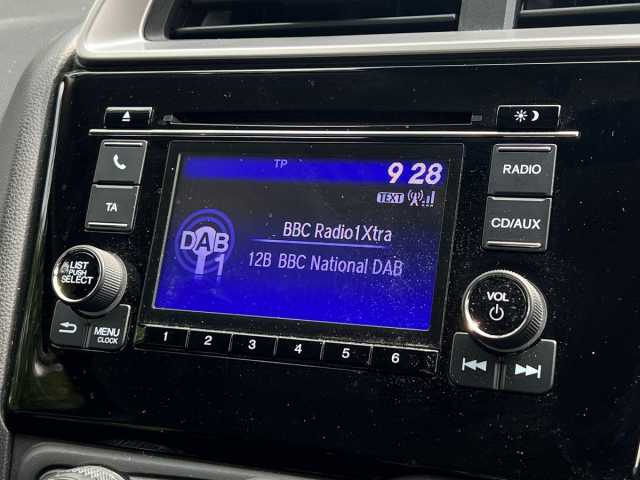 TP
9 28
TEXT
DAB
1
BBC Radio1Xtra
12B BBC National DAB
TA
RADIO
CD/AUX
LIST
PUSH
SELECT
MENU
CLOCK
VOL
1 2 3 4 5 6